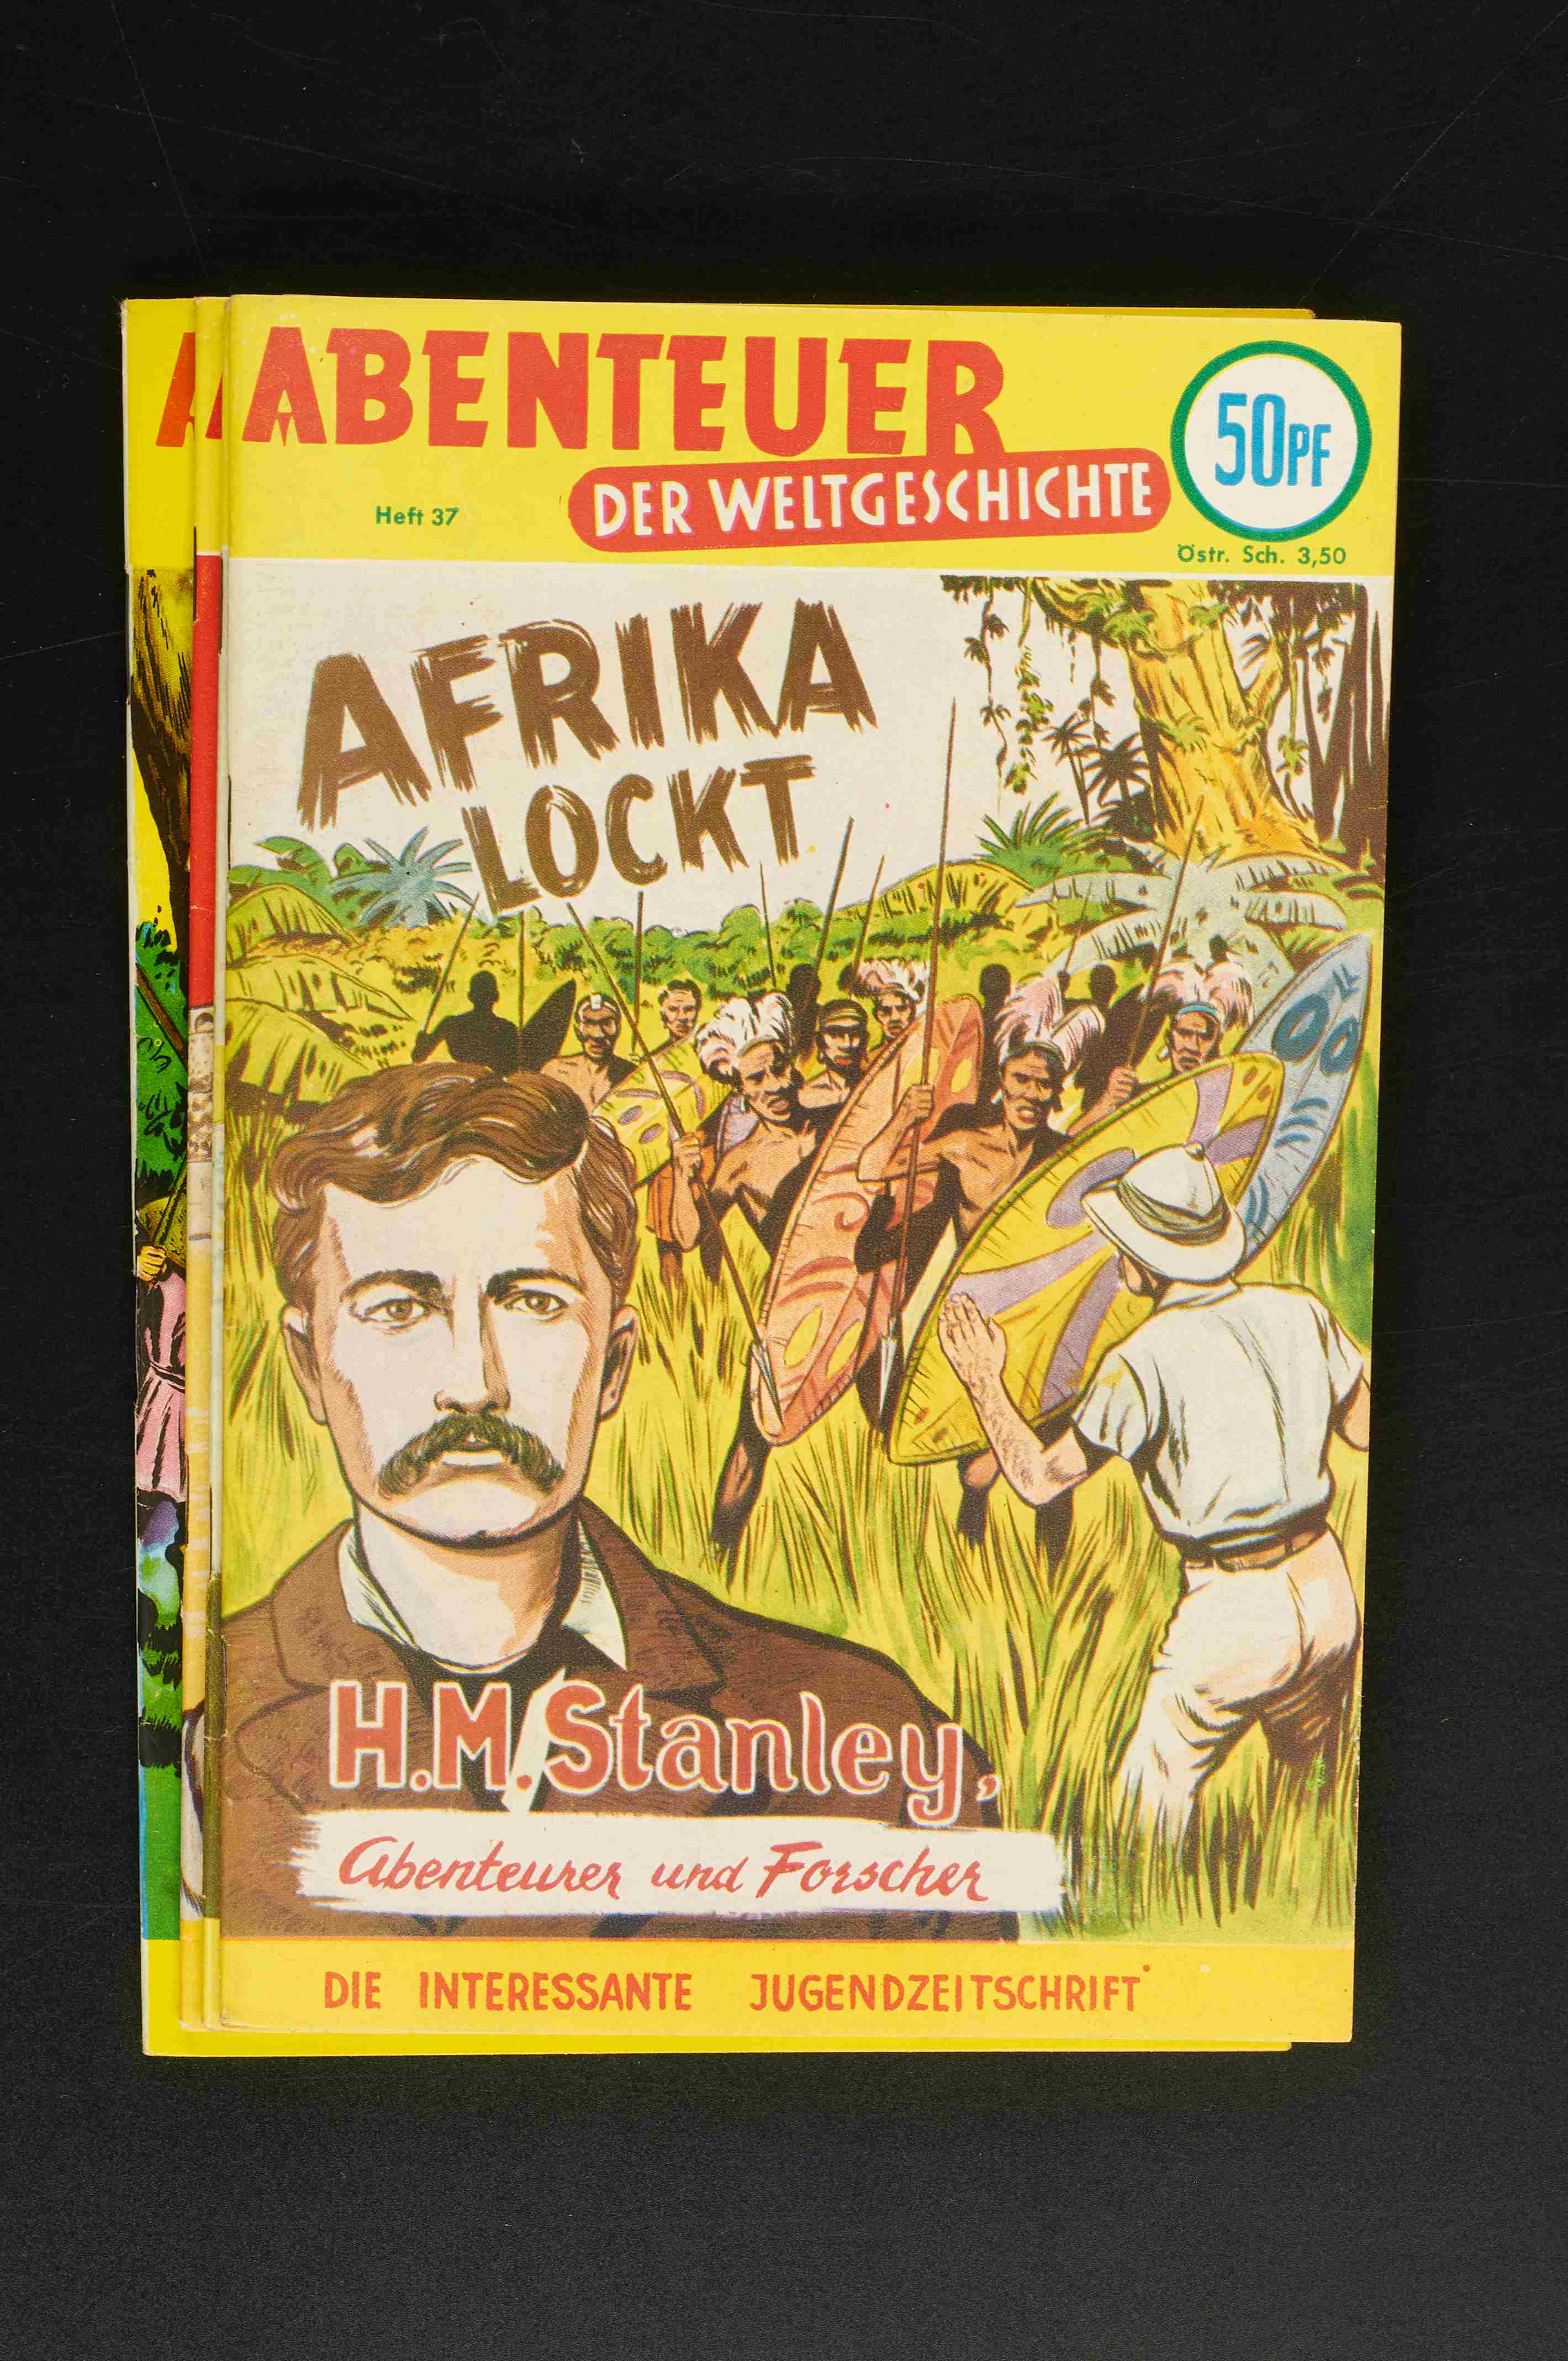 ABENTEUER
DER WELTGESCHICHTE
Heft 37
50PF
Östr. Sch. 3,50
AFRIKA
LOCKT
H.M.Stanley,
Abenteurer und Forscher
DIE INTERESSANTE JUGENDZEITSCHRIFT